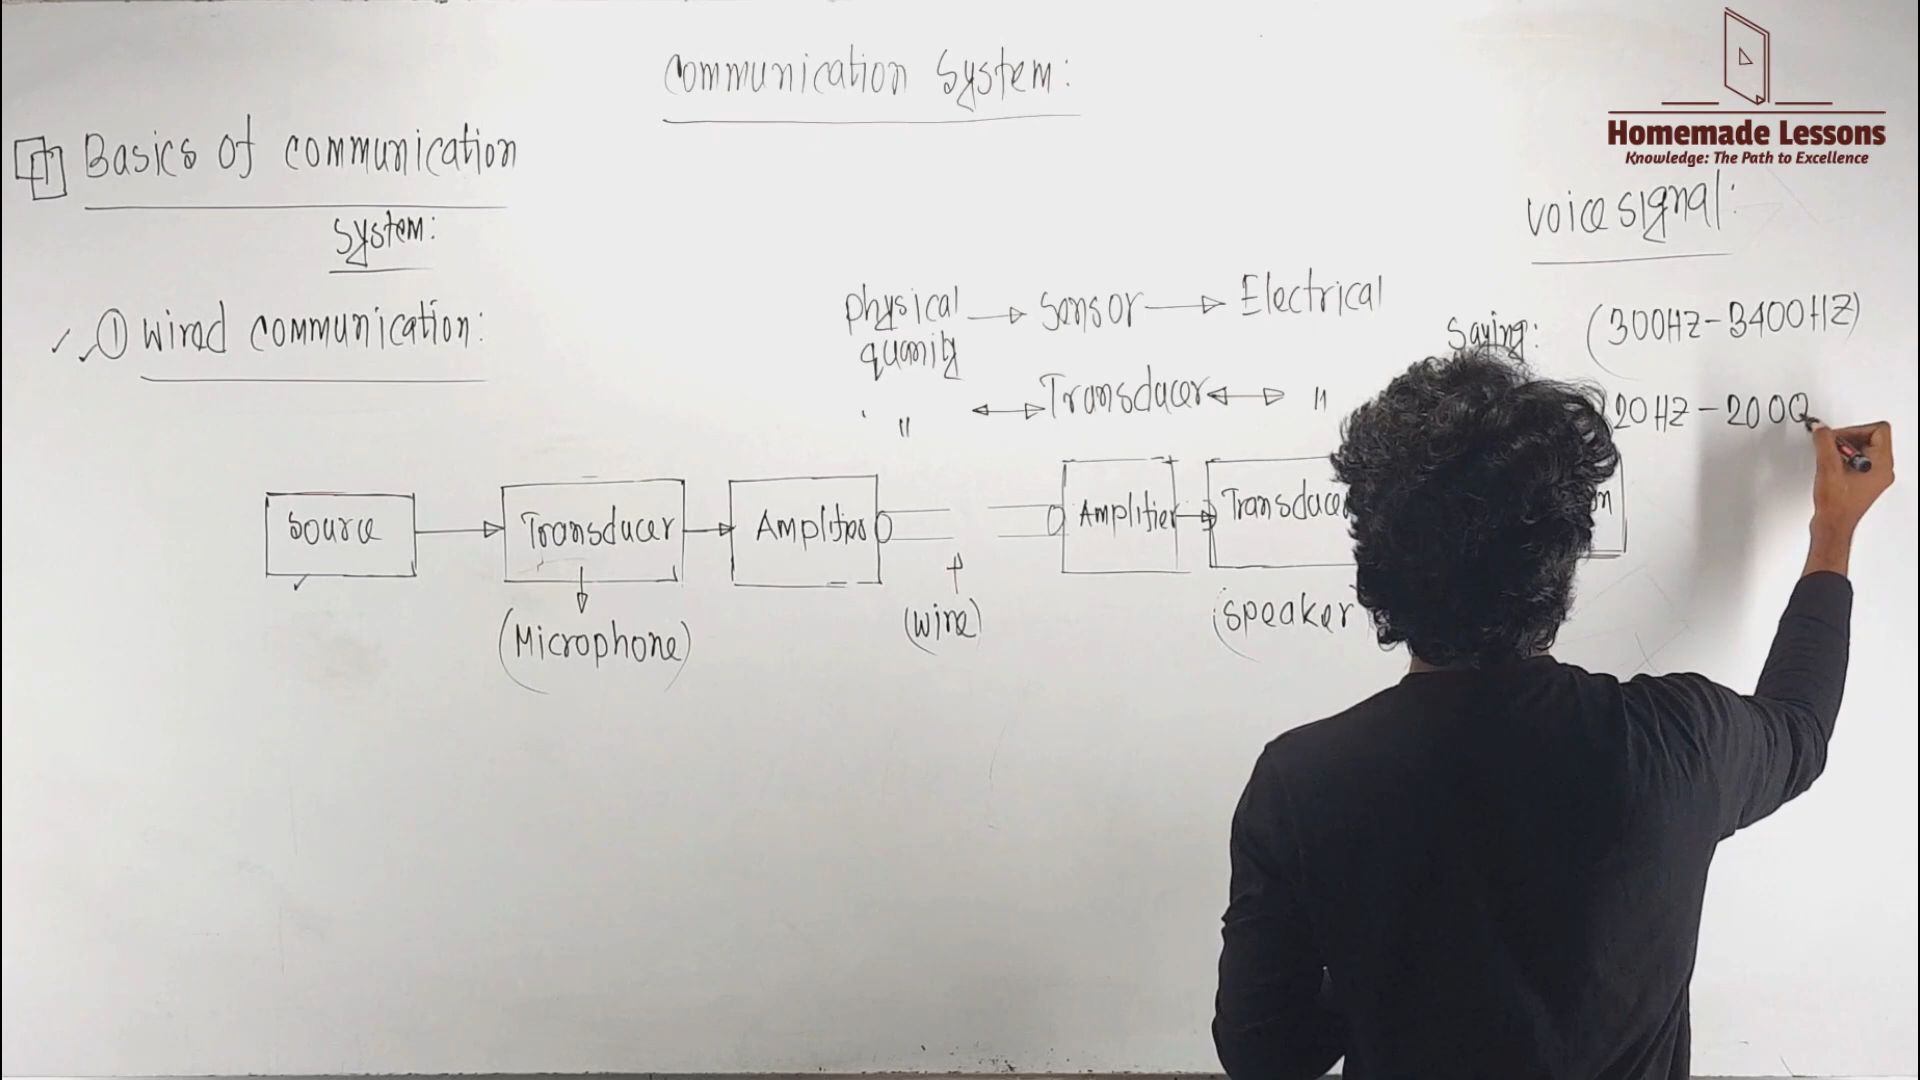 Communication System:
Homemade Lessons
Knowledge: The Path to Excellence
Basics of communication
System:
① Wired communication:
voice signal:
Physical quantity → Sensor → Electrical
" ↔ Transducer ↔ "
Saying: (300HZ - 3400HZ)
20HZ - 2000
Source → Transducer → Amplifier
Amplifier → Transducer
(Microphone)
(wire)
(speaker